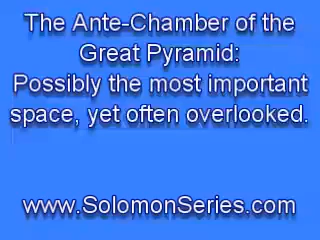 The Ante-Chamber of the
Great Pyramid:
Possibly the most important
space, yet often overlooked.
www.SolomonSeries.com